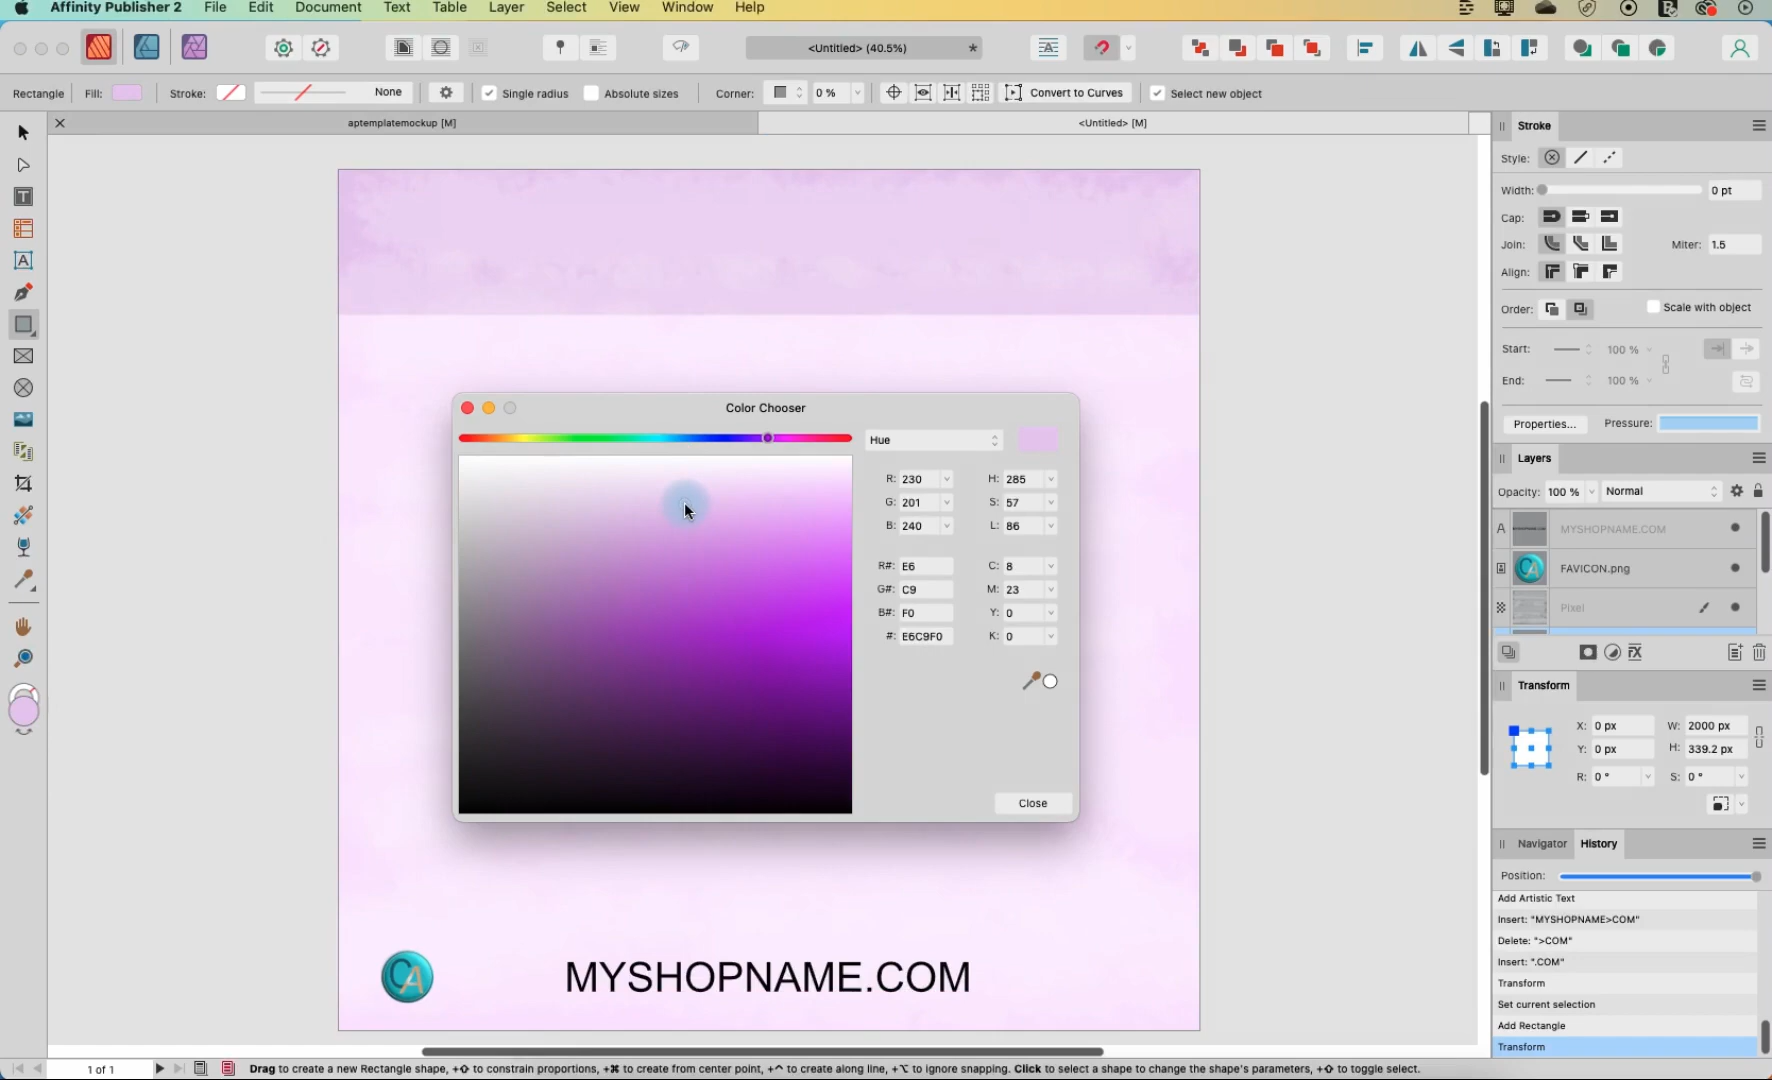 Affinity Publisher 2 File Edit Document Text Table Layer Select View Window Help
<Untitled> (40.5%) *
Rectangle Fill: Stroke: None Single radius Absolute sizes Corner: 0 % Convert to Curves Select new object
aptemplatemockup [M] <Untitled> [M]
Stroke
Style:
Width: 0 pt
Cap:
Join: Miter: 1.5
Align:
Order: Scale with object
Start: 100 %
End: 100 %
Properties... Pressure:
Layers
Opacity: 100 % Normal
A MYSHOPNAME.COM
FAVICON.png
Pixel
Transform
X: 0 px W: 2000 px
Y: 0 px H: 339.2 px
R: 0 ° S: 0 °
Navigator History
Position:
Add Artistic Text
Insert: "MYSHOPNAME>COM"
Delete: ">COM"
Insert: ".COM"
Transform
Set current selection
Add Rectangle
Transform
Color Chooser
Hue
R: 230 H: 285
G: 201 S: 57
B: 240 L: 86
R#: E6 C: 8
G#: C9 M: 23
B#: F0 Y: 0
#: E6C9F0 K: 0
Close
CA MYSHOPNAME.COM
1 of 1 Drag to create a new Rectangle shape, +⇧ to constrain proportions, +⌘ to create from center point, +^ to create along line, +⌥ to ignore snapping. Click to select a shape to change the shape's parameters, +⇧ to toggle select.